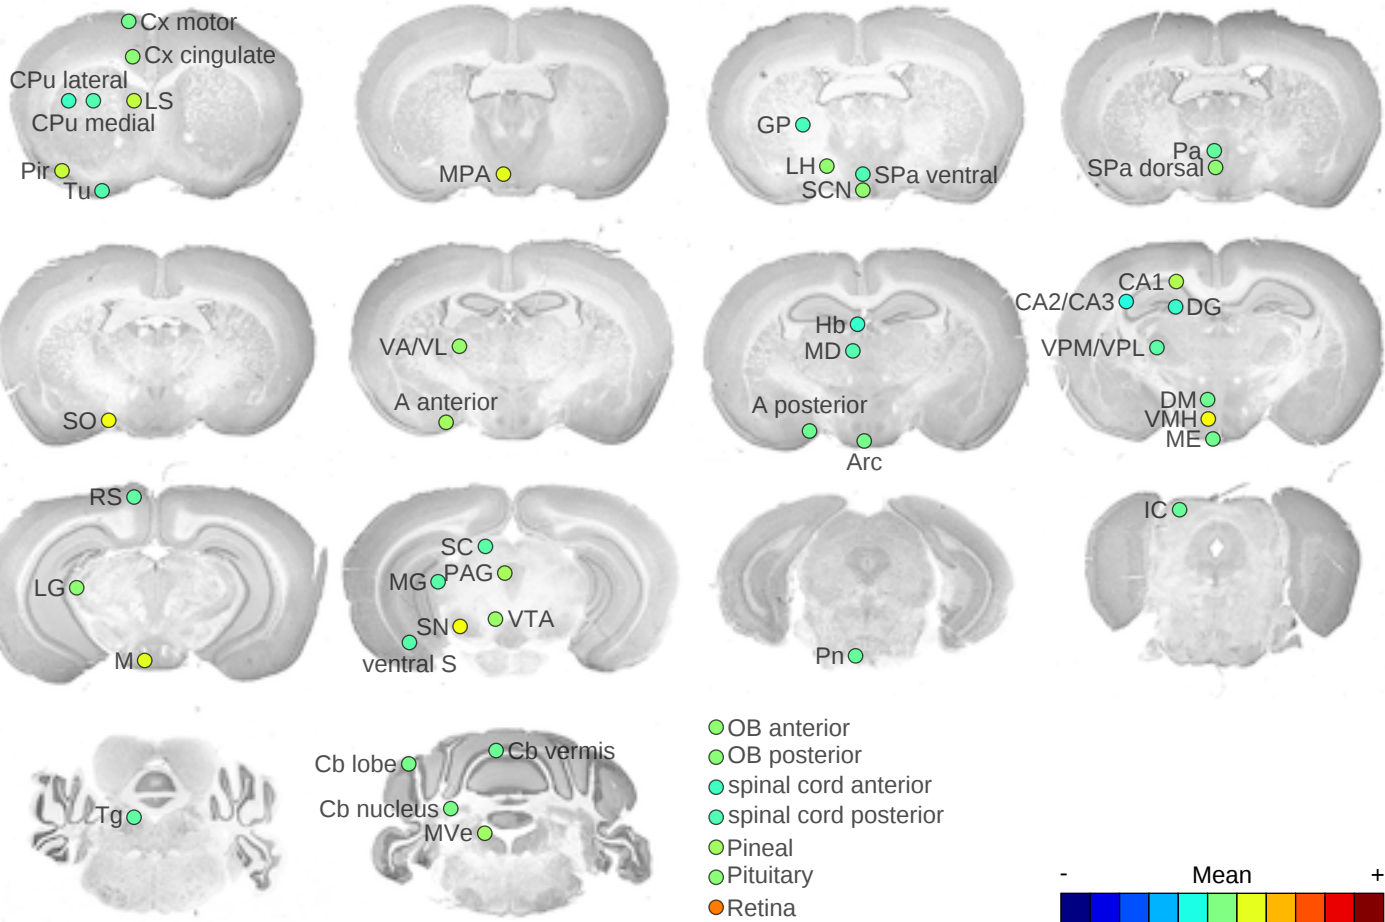 Cx motor
Cx cingulate
CPu lateral
LS
CPu medial
Pir
Tu
MPA
GP
LH
SPa ventral
SCN
Pa
SPa dorsal
SO
VA/VL
A anterior
Hb
MD
A posterior
Arc
CA1
CA2/CA3
DG
VPM/VPL
DM
VMH
ME
RS
LG
M
SC
MG
PAG
SN
VTA
ventral S
Pn
IC
Tg
Cb lobe
Cb vermis
Cb nucleus
MVe
OB anterior
OB posterior
spinal cord anterior
spinal cord posterior
Pineal
Pituitary
Retina
- Mean +